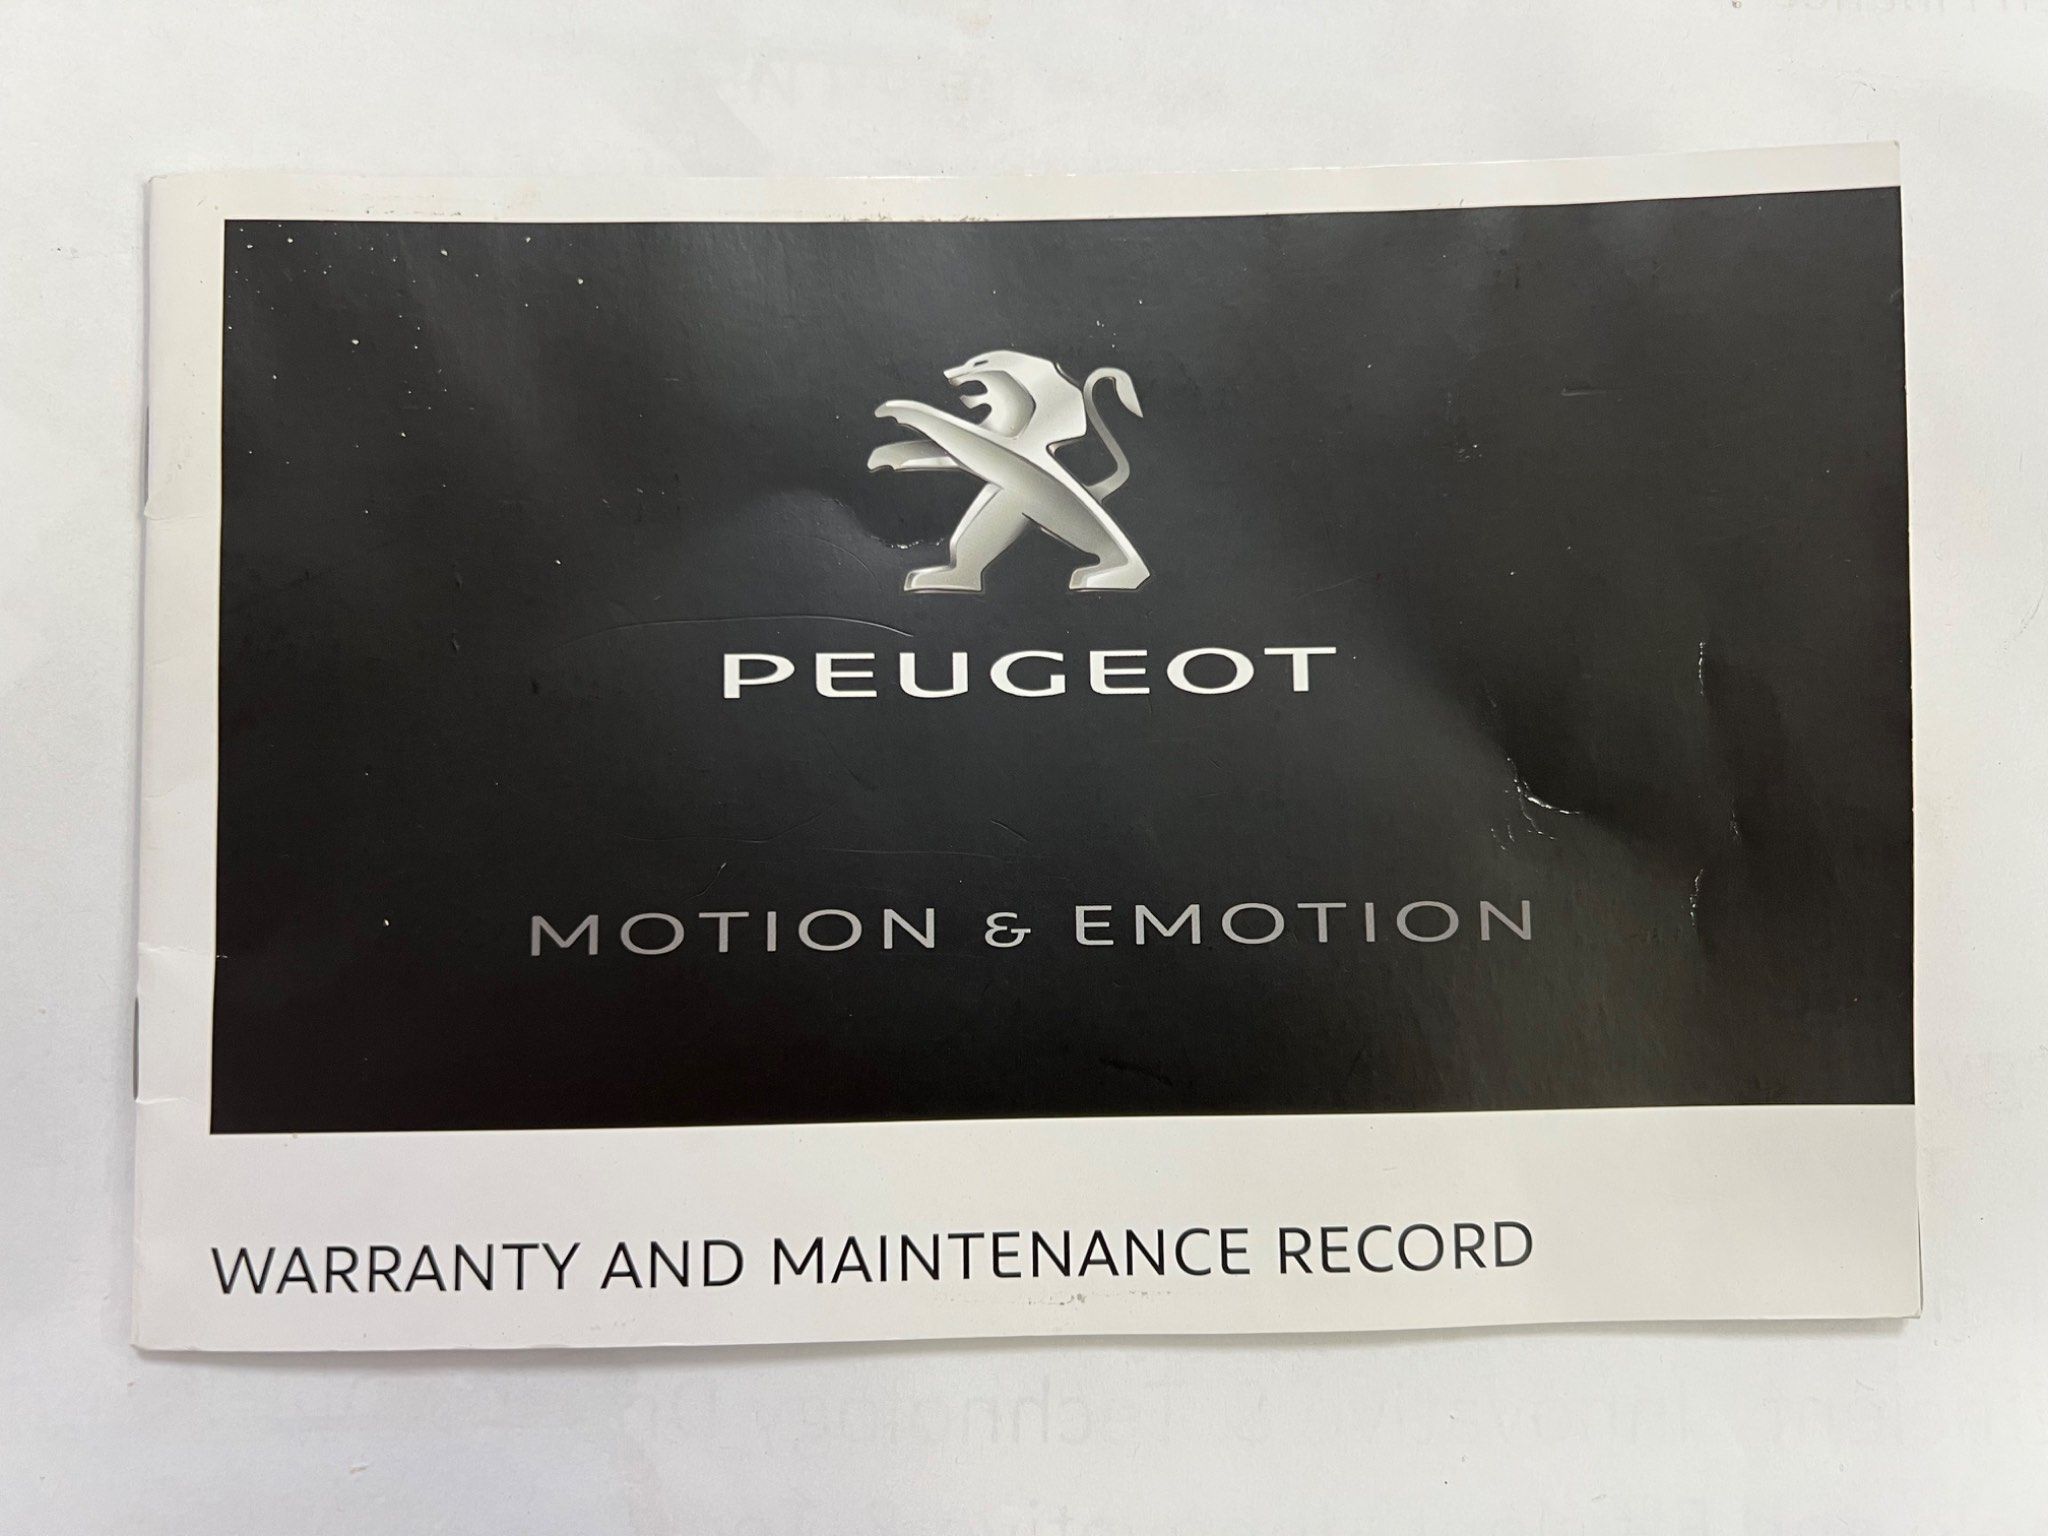 PEUGEOT
MOTION & EMOTION
WARRANTY AND MAINTENANCE RECORD